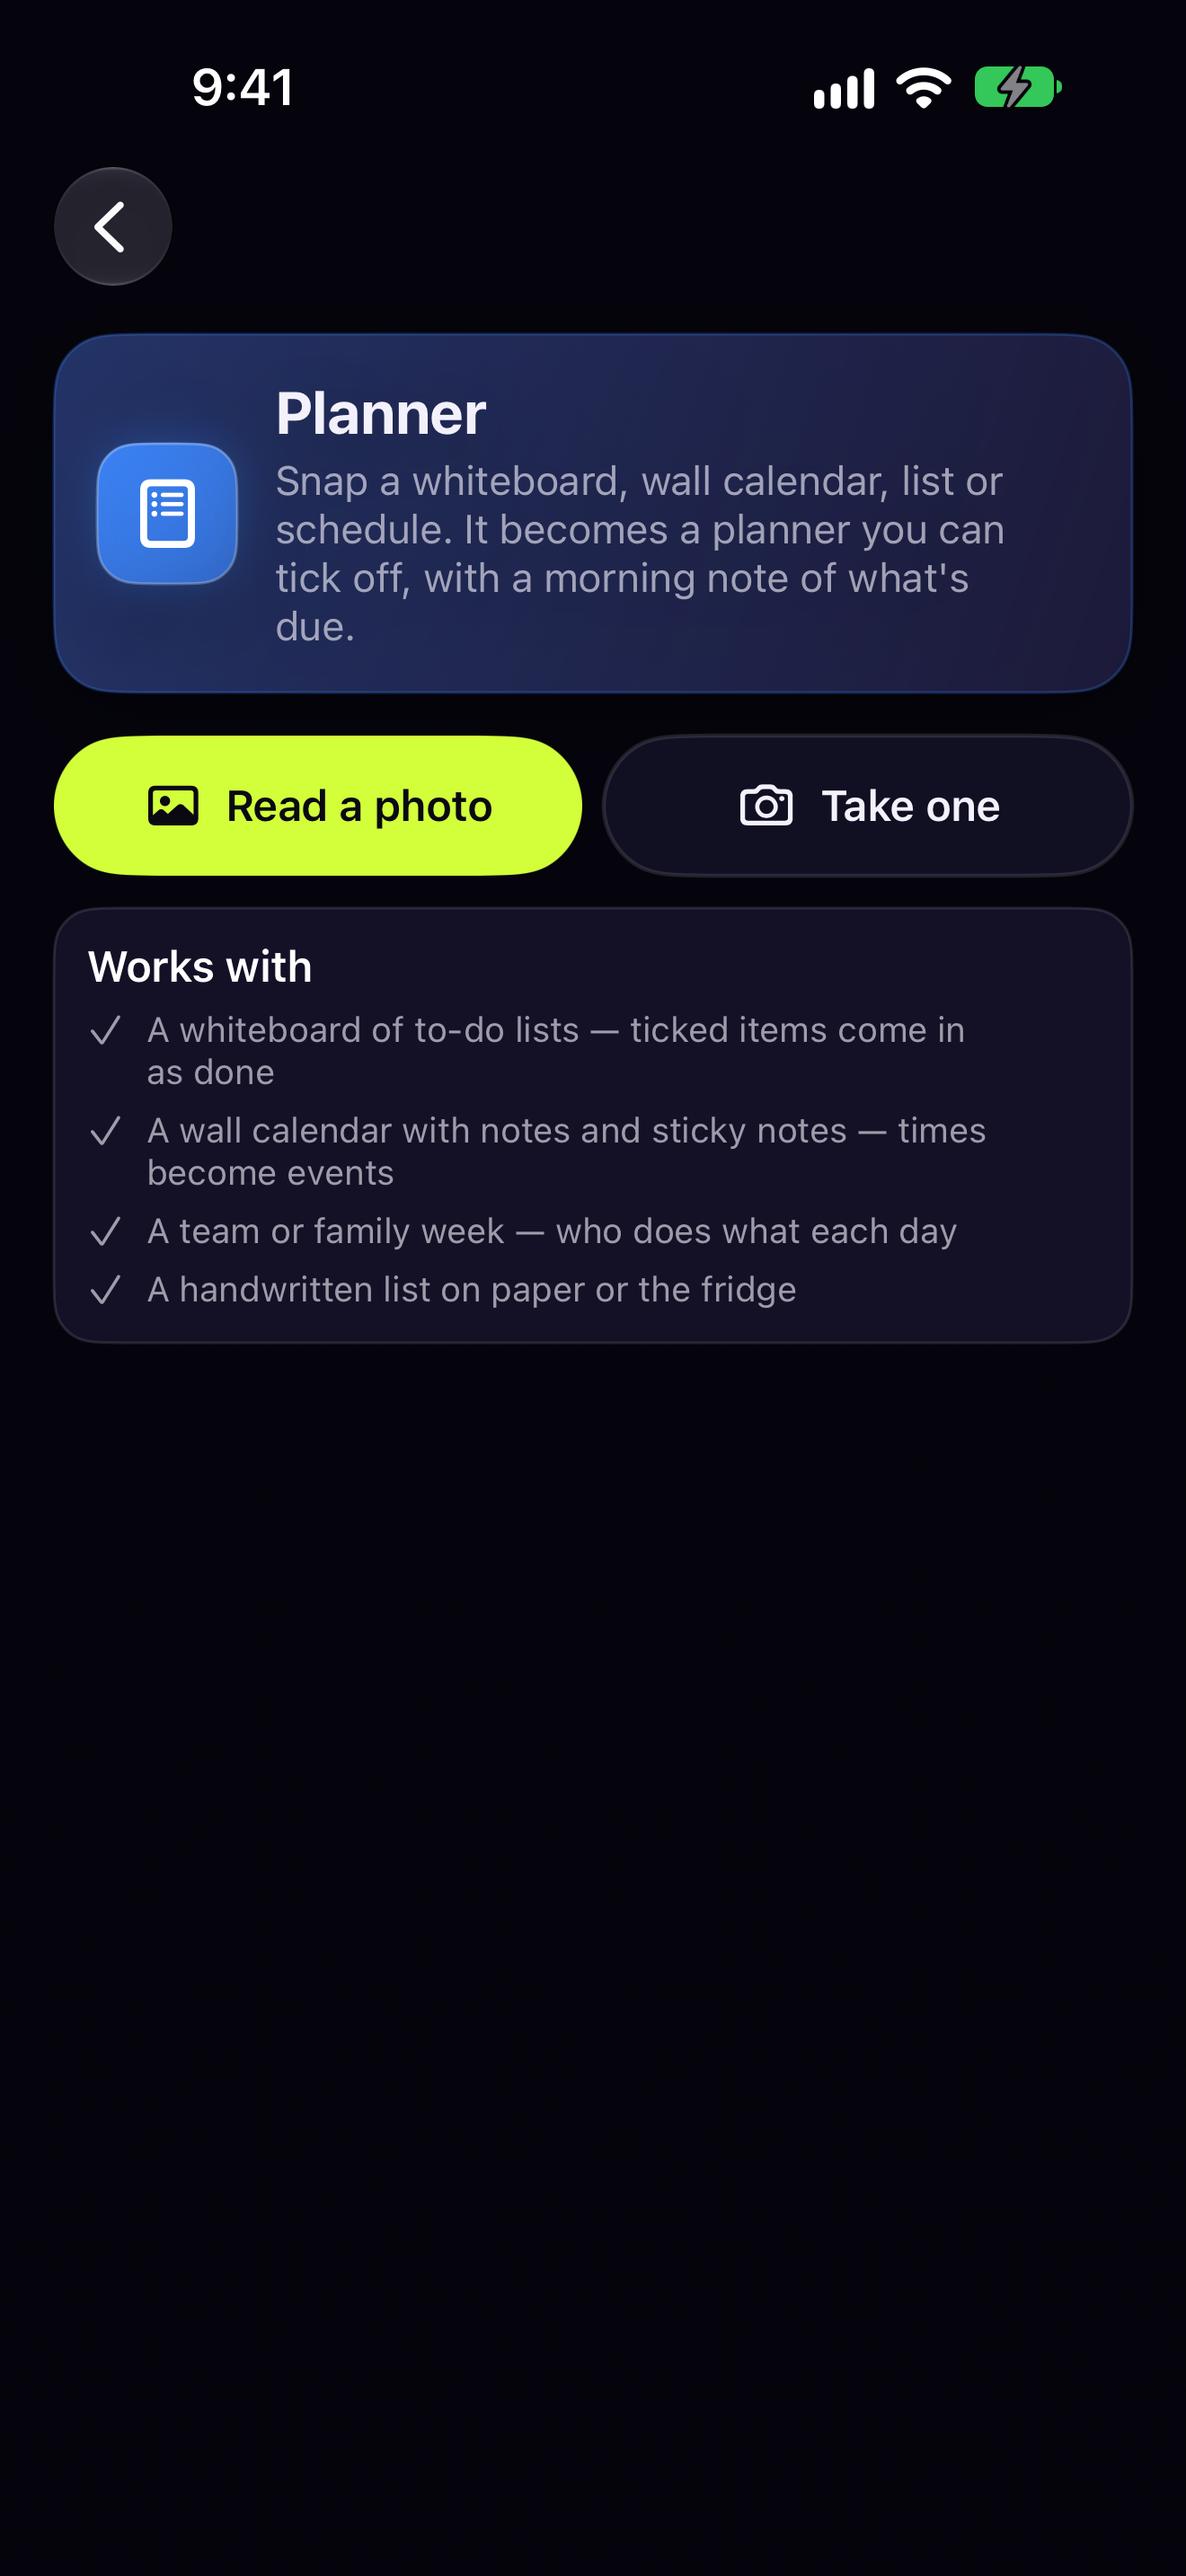 9:41
Planner
Snap a whiteboard, wall calendar, list or
schedule. It becomes a planner you can
tick off, with a morning note of what's
due.
Read a photo
Take one
Works with
A whiteboard of to-do lists — ticked items come in
as done
A wall calendar with notes and sticky notes — times
become events
A team or family week — who does what each day
A handwritten list on paper or the fridge